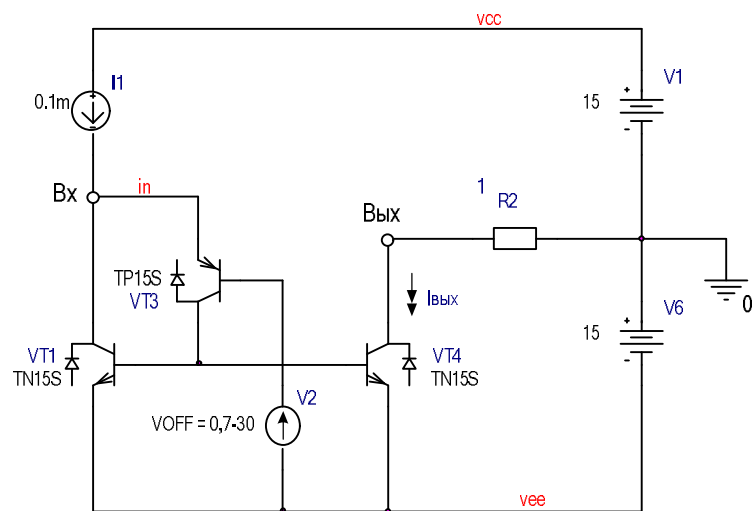 vcc
I1
0.1m
V1
15
Вх
in
1
R2
Вых
TP15S
VT3
Iвых
0
V6
15
VT1
TN15S
VT4
TN15S
V2
VOFF = 0,7-30
vee